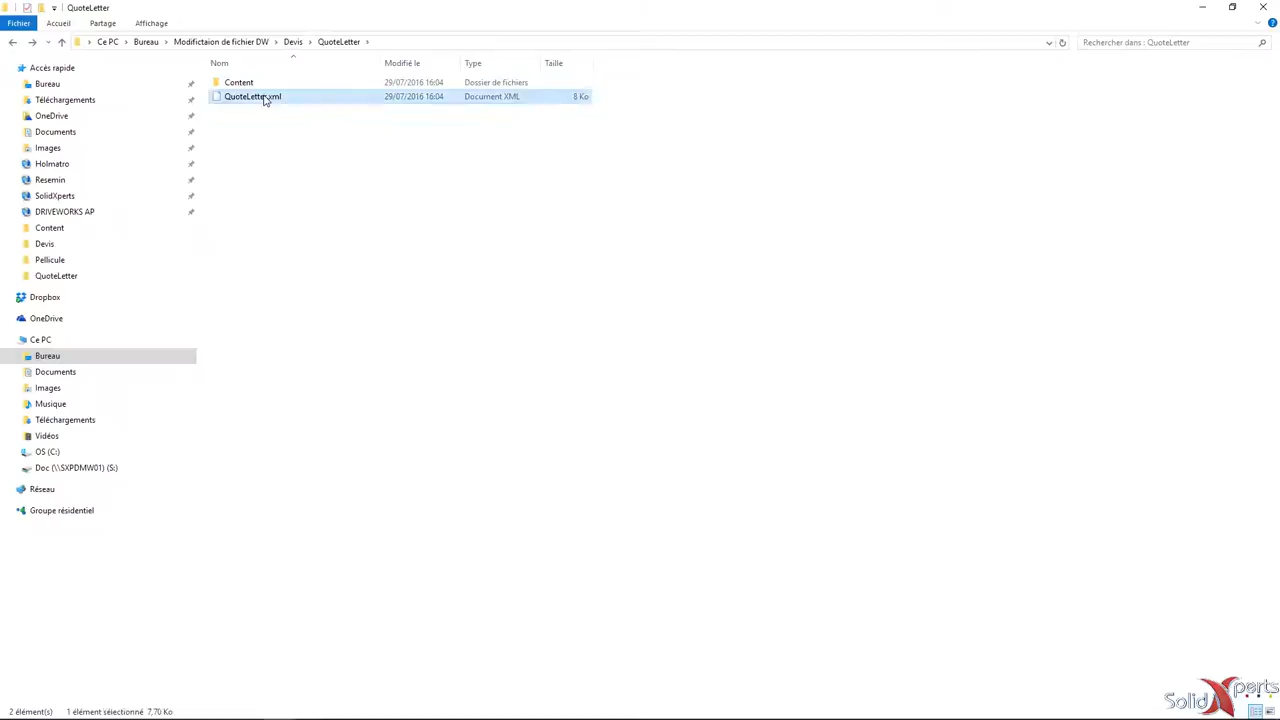 QuoteLetter
Fichier Accueil Partage Affichage
Ce PC Bureau Modifictaion de fichier DW Devis QuoteLetter
Rechercher dans : QuoteLetter
Nom Modifié le Type Taille
Content 29/07/2016 16:04 Dossier de fichiers
QuoteLetter.xml 29/07/2016 16:04 Document XML 8 Ko
Accès rapide
Bureau
Téléchargements
OneDrive
Documents
Images
Holmatro
Resemin
SolidXperts
DRIVEWORKS AP
Content
Devis
Pellicule
QuoteLetter
Dropbox
OneDrive
Ce PC
Bureau
Documents
Images
Musique
Téléchargements
Vidéos
OS (C:)
Doc (\\SXPDMW01) (S:)
Réseau
Groupe résidentiel
2 élément(s) 1 élément sélectionné 7,70 Ko
SolidXperts